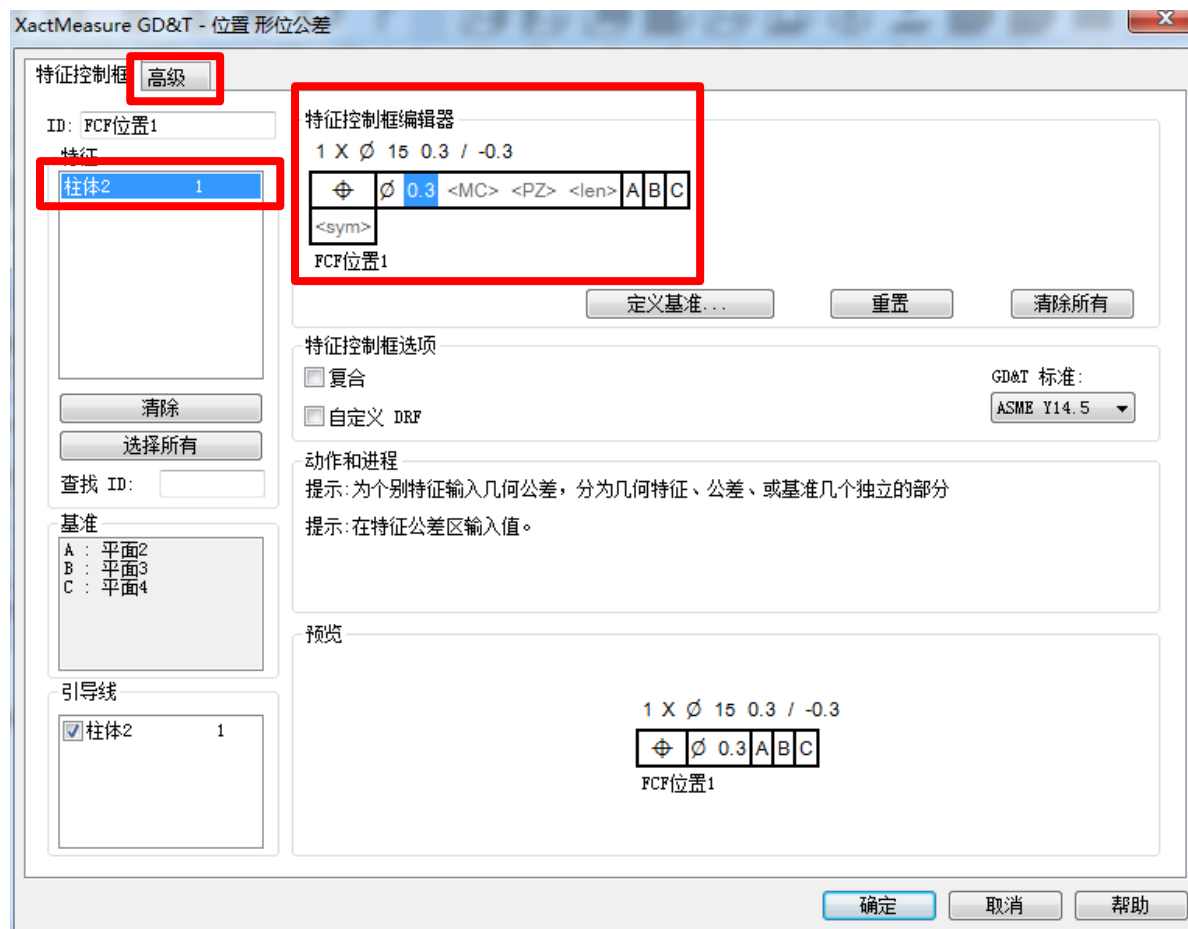 XactMeasure GD&T - 位置 形位公差
X
特征控制框
高级
ID: FCF位置1
特征
柱体2 1
清除
选择所有
查找 ID:
基准
A : 平面2
B : 平面3
C : 平面4
引导线
柱体2 1
特征控制框编辑器
1 X Ø 15 0.3 / -0.3
⌖ Ø 0.3 <MC> <PZ> <len> A B C
<sym>
FCF位置1
定义基准... 重置 清除所有
特征控制框选项
复合
自定义 DRF
GD&T 标准:
ASME Y14.5
动作和进程
提示:为个别特征输入几何公差，分为几何特征、公差、或基准几个独立的部分
提示:在特征公差区输入值。
预览
1 X Ø 15 0.3 / -0.3
⌖ Ø 0.3 A B C
FCF位置1
确定 取消 帮助